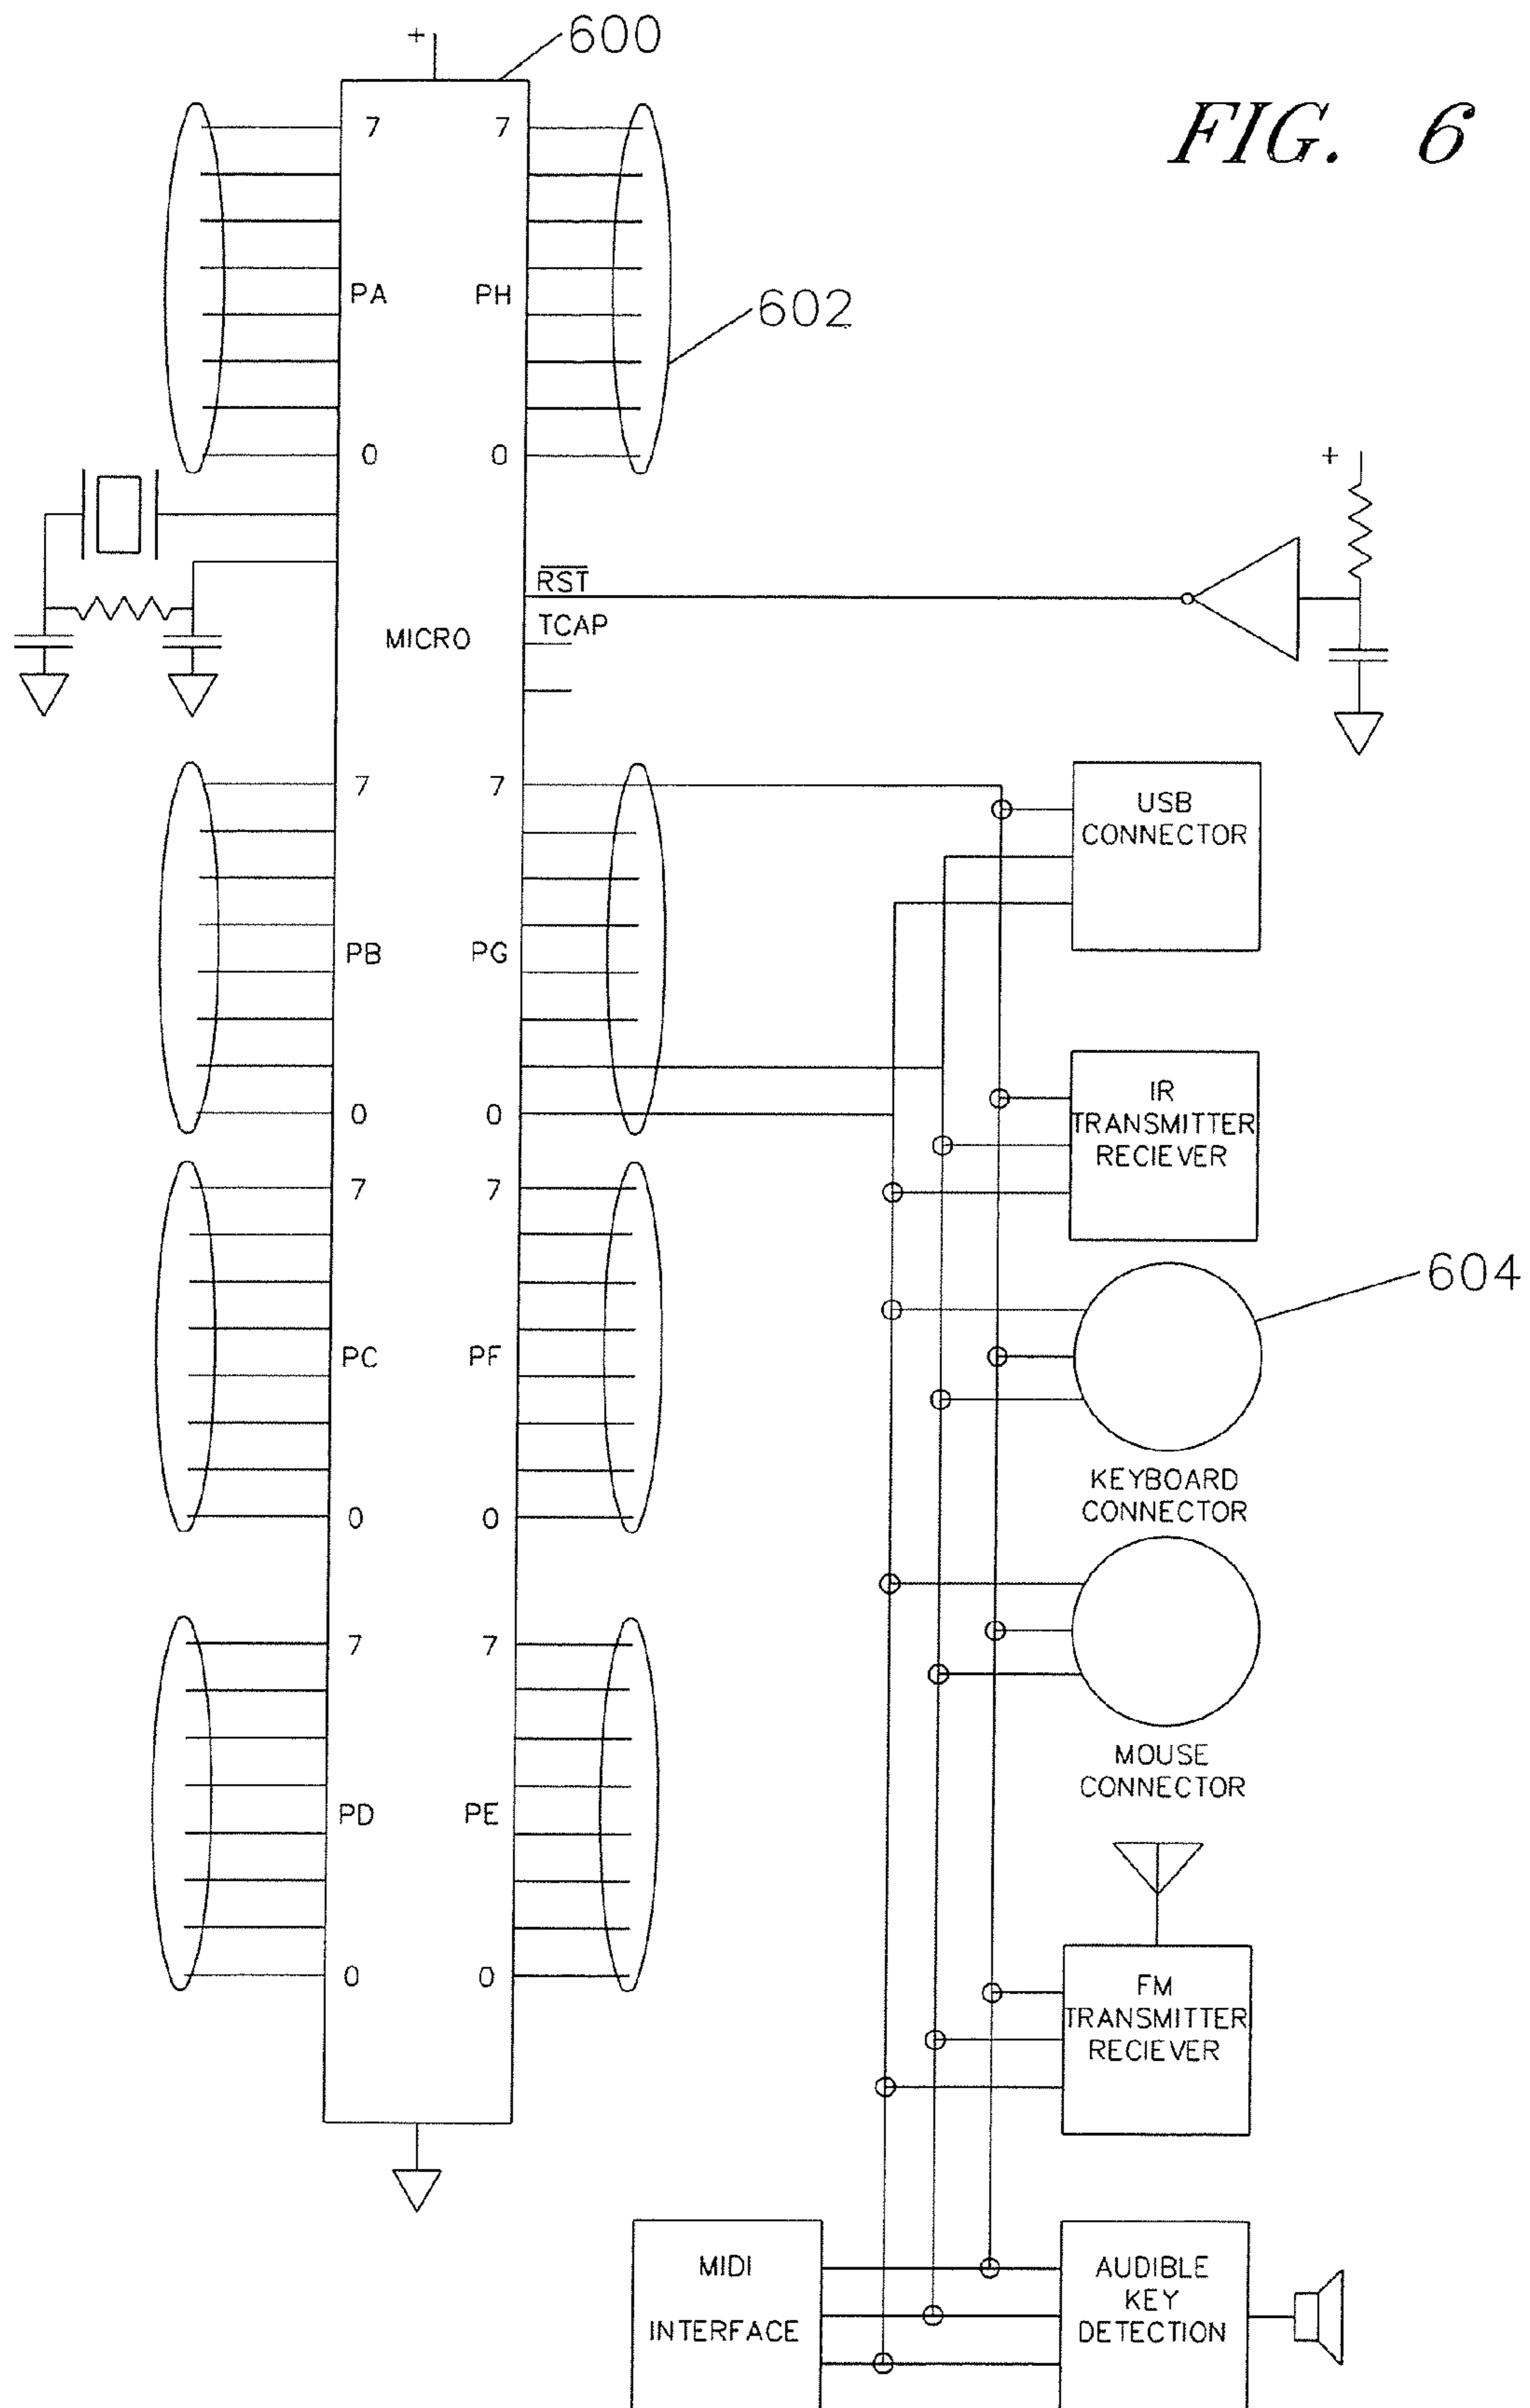 +
600
FIG. 6
7 7
PA PH
602
0 0
+
RST
TCAP
MICRO
7 7
USB
CONNECTOR
PB PG
0 0
IR
TRANSMITTER
RECIEVER
7 7
604
PC PF
KEYBOARD
CONNECTOR
0 0
7 7
MOUSE
CONNECTOR
PD PE
0 0
FM
TRANSMITTER
RECIEVER
MIDI
INTERFACE
AUDIBLE
KEY
DETECTION